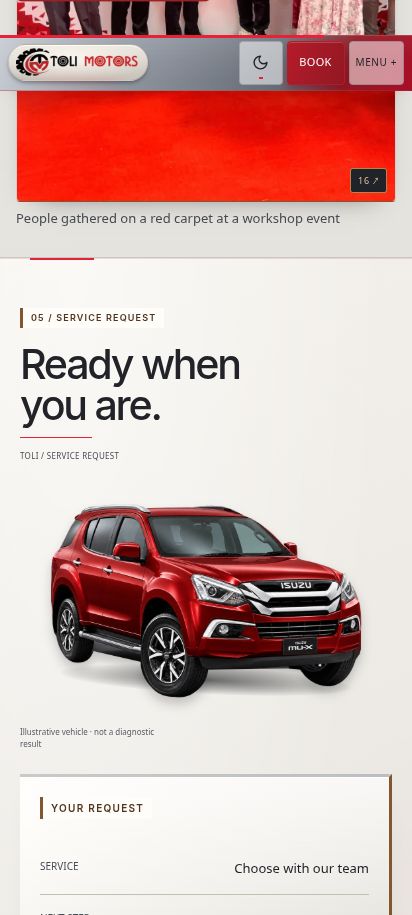 TOLI MOTORS
BOOK
MENU +
16 ↗
People gathered on a red carpet at a workshop event
05 / SERVICE REQUEST
Ready when
you are.
TOLI / SERVICE REQUEST
ISUZU
ISUZU
mu-X
Illustrative vehicle · not a diagnostic
result
YOUR REQUEST
SERVICE
Choose with our team